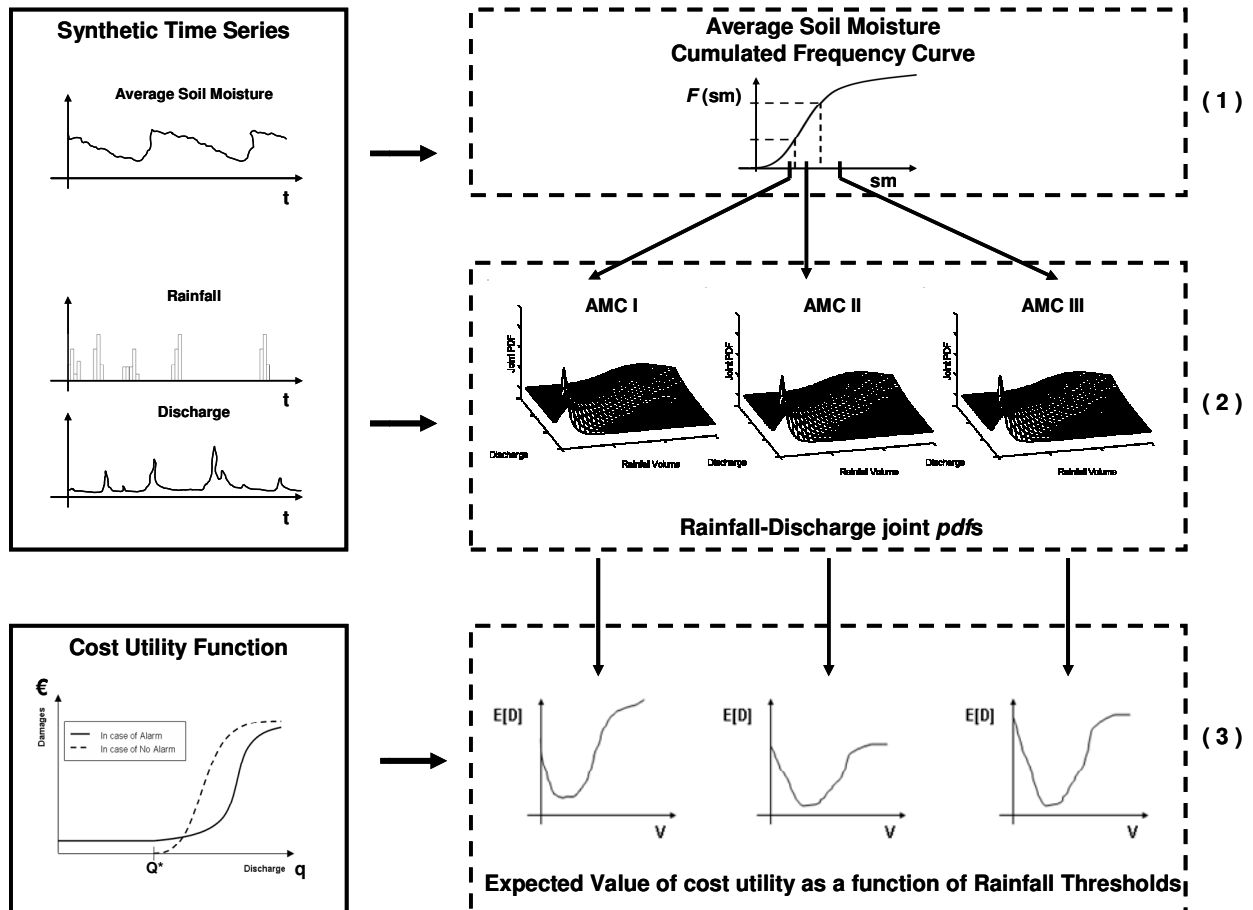 Synthetic Time Series
Average Soil Moisture
t
Rainfall
t
Discharge
t
Average Soil Moisture
Cumulated Frequency Curve
F (sm)
sm
( 1 )
AMC I
AMC II
AMC III
Joint PDF
Discharge
Rainfall Volume
Joint PDF
Discharge
Rainfall Volume
Joint PDF
Discharge
Rainfall Volume
Rainfall-Discharge joint pdfs
( 2 )
Cost Utility Function
€
Damages
In case of Alarm
In case of No Alarm
Q*
Discharge
q
E[D]
V
E[D]
V
E[D]
V
( 3 )
Expected Value of cost utility as a function of Rainfall Thresholds